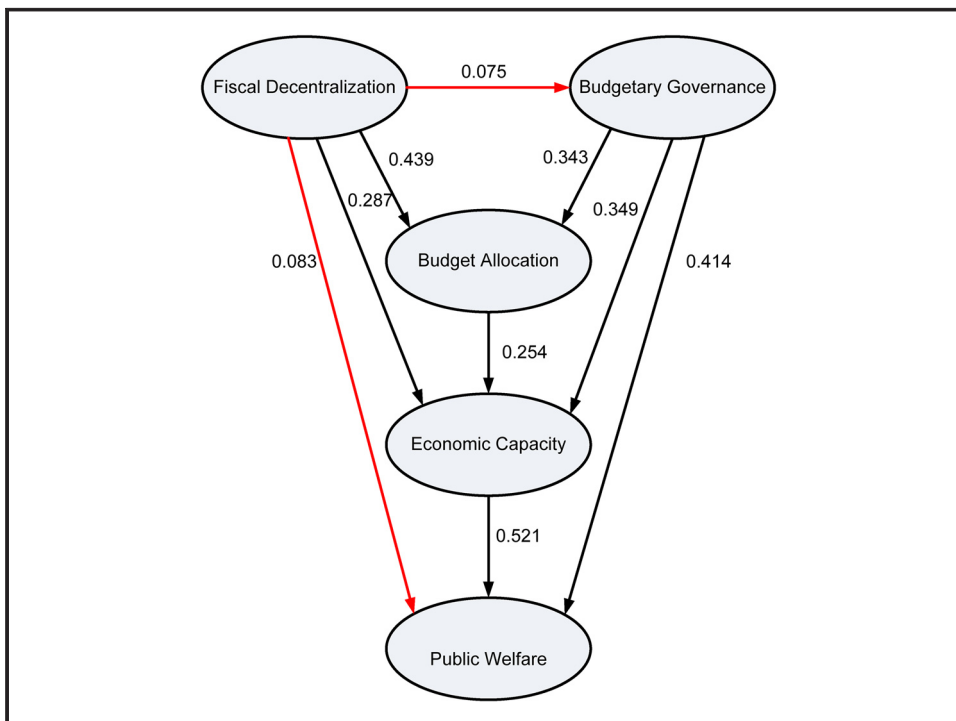 0.075
Fiscal Decentralization
Budgetary Governance
0.439
0.343
0.287
0.349
0.083
Budget Allocation
0.414
0.254
Economic Capacity
0.521
Public Welfare